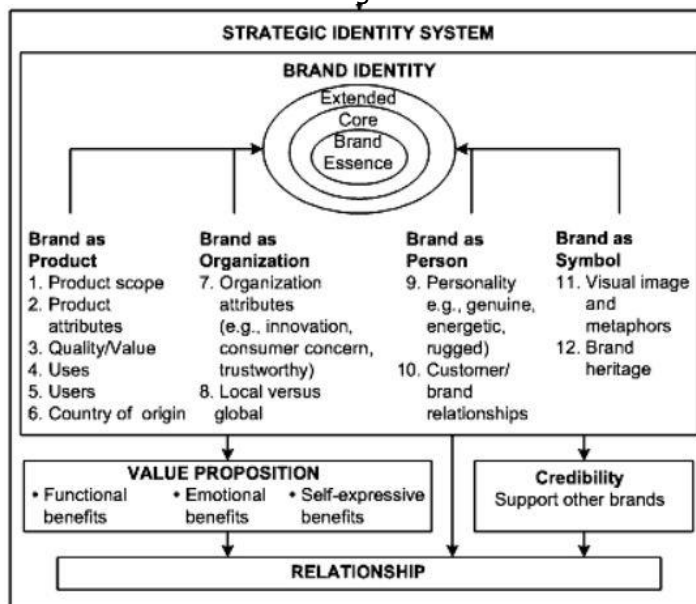 STRATEGIC IDENTITY SYSTEM
BRAND IDENTITY
Extended
Core
Brand
Essence
Brand as
Product
1. Product scope
2. Product
attributes
3. Quality/Value
4. Uses
5. Users
6. Country of origin
Brand as
Organization
7. Organization
attributes
(e.g., innovation,
consumer concern,
trustworthy)
8. Local versus
global
Brand as
Person
9. Personality
e.g., genuine,
energetic,
rugged)
10. Customer/
brand
relationships
Brand as
Symbol
11. Visual image
and
metaphors
12. Brand
heritage
VALUE PROPOSITION
• Functional
benefits
• Emotional
benefits
• Self-expressive
benefits
Credibility
Support other brands
RELATIONSHIP